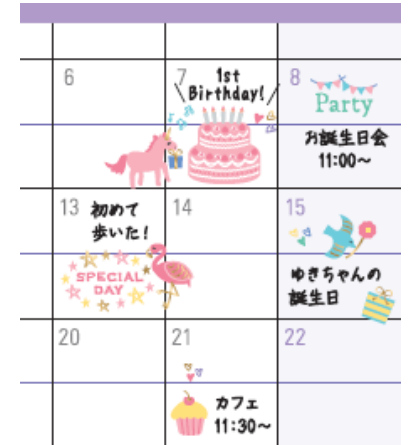 6
7
1st
Birthday!
8
Party
お誕生日会
11:00〜
13
初めて
歩いた!
SPECIAL
DAY
14
15
ゆきちゃんの
誕生日
20
21
カフェ
11:30〜
22